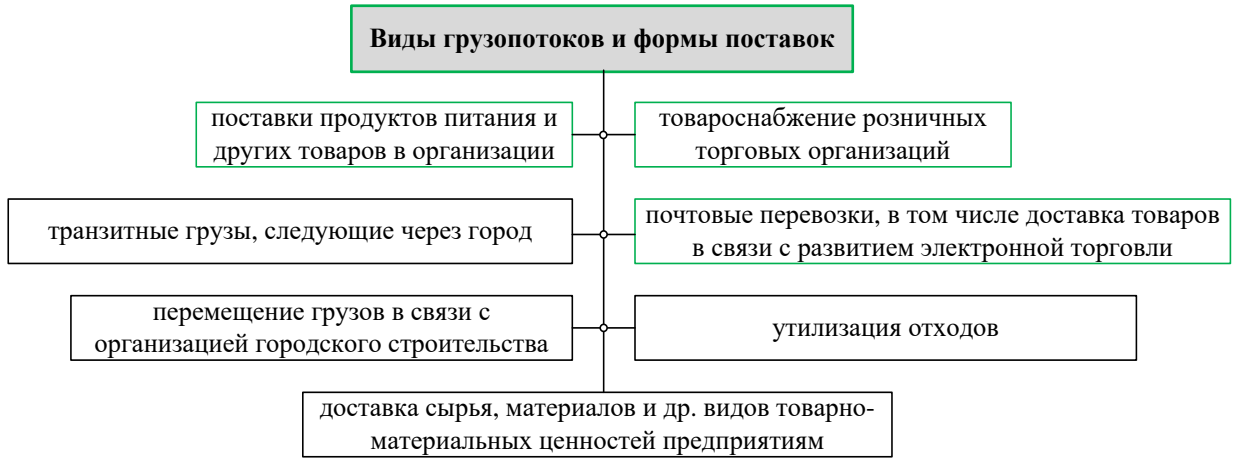 Виды грузопотоков и формы поставок
поставки продуктов питания и
других товаров в организации
товароснабжение розничных
торговых организаций
транзитные грузы, следующие через город
почтовые перевозки, в том числе доставка товаров
в связи с развитием электронной торговли
перемещение грузов в связи с
организацией городского строительства
утилизация отходов
доставка сырья, материалов и др. видов товарно-
материальных ценностей предприятиям